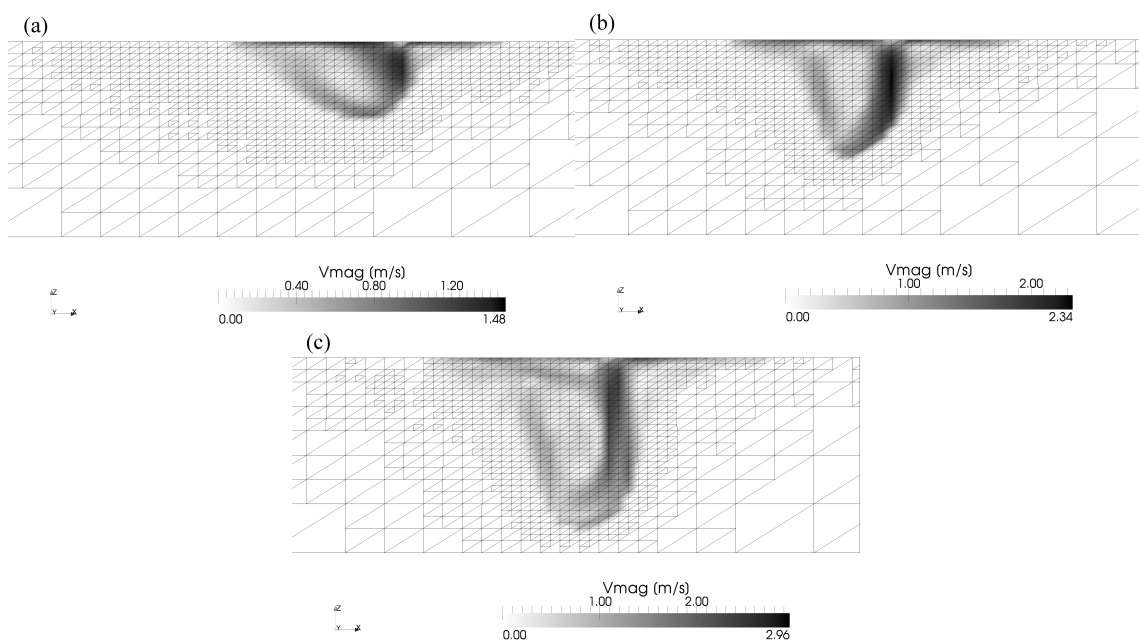 (a)
(b)
Vmag [m/s]
0.40 0.80 1.20
0.00 1.48
Z
Y X
Vmag [m/s]
1.00 2.00
0.00 2.34
Z
Y X
(c)
Vmag [m/s]
1.00 2.00
0.00 2.96
Z
Y X